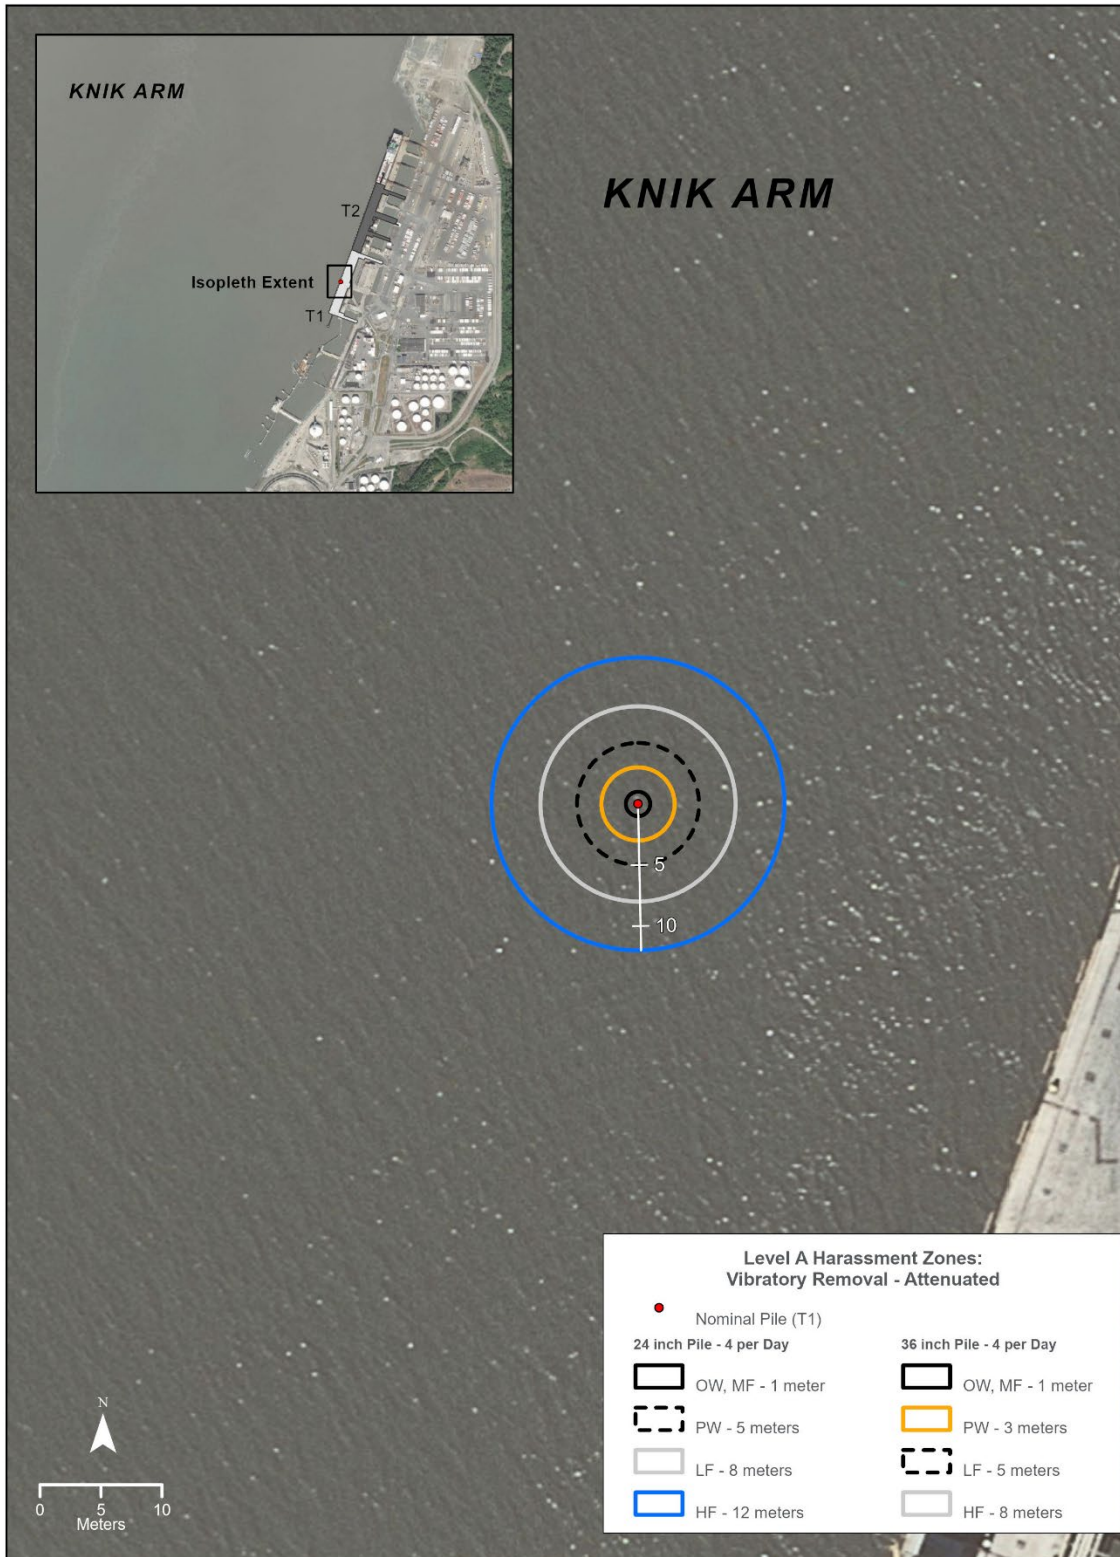 KNIK ARM
T2
Isopleth Extent
T1
KNIK ARM
5
10
Level A Harassment Zones:
Vibratory Removal - Attenuated
Nominal Pile (T1)
24 inch Pile - 4 per Day
OW, MF - 1 meter
PW - 5 meters
LF - 8 meters
HF - 12 meters
36 inch Pile - 4 per Day
OW, MF - 1 meter
PW - 3 meters
LF - 5 meters
HF - 8 meters
N
0 5 10
Meters